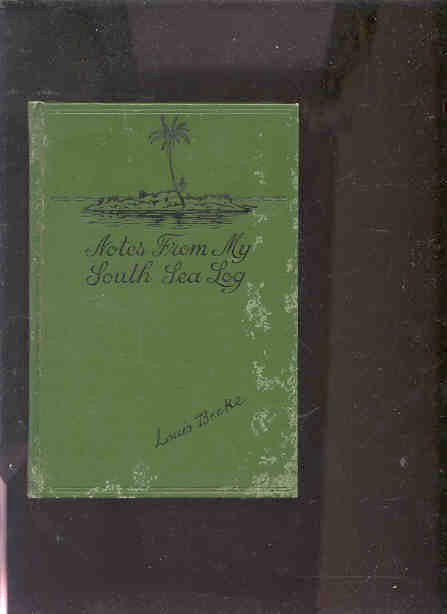 Notes From My
South Sea Log
Louis Becke